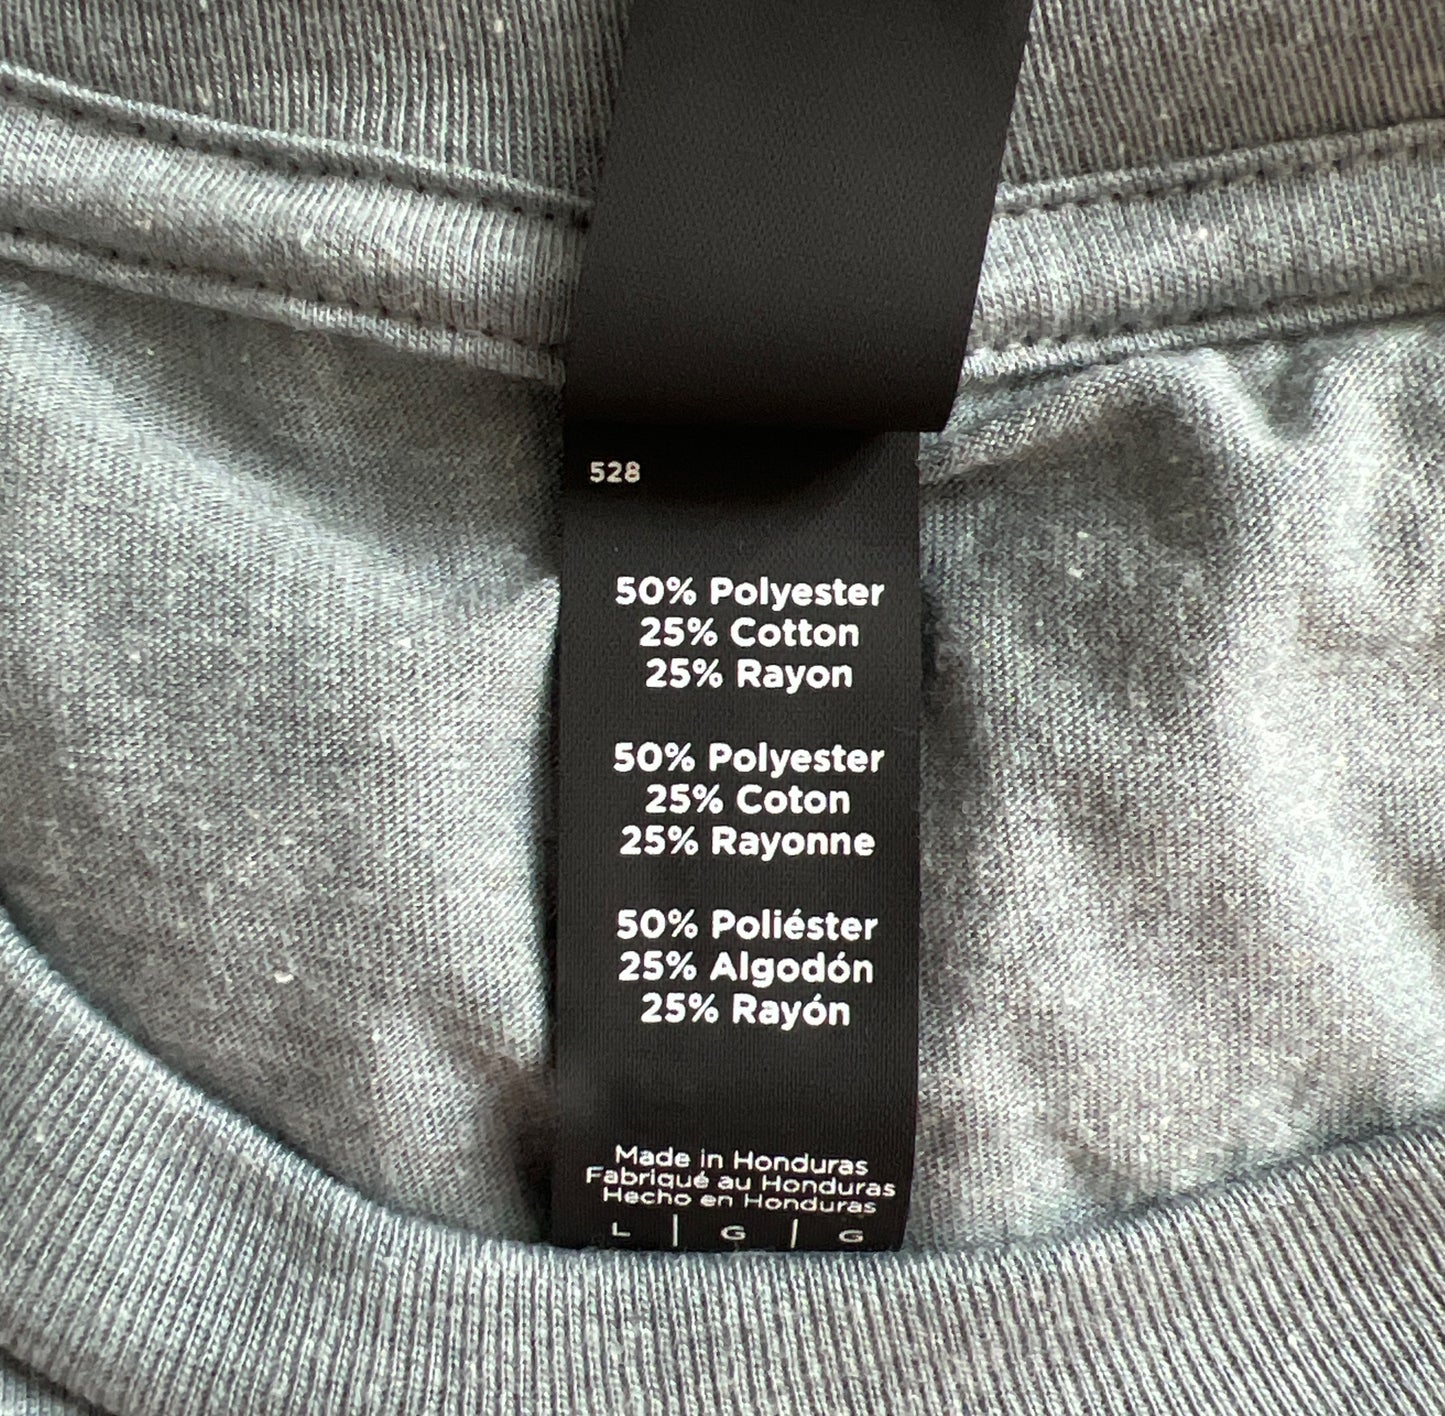 528
50% Polyester
25% Cotton
25% Rayon
50% Polyester
25% Coton
25% Rayonne
50% Poliéster
25% Algodón
25% Rayón
Made in Honduras
Fabriqué au Honduras
Hecho en Honduras
L | G | G